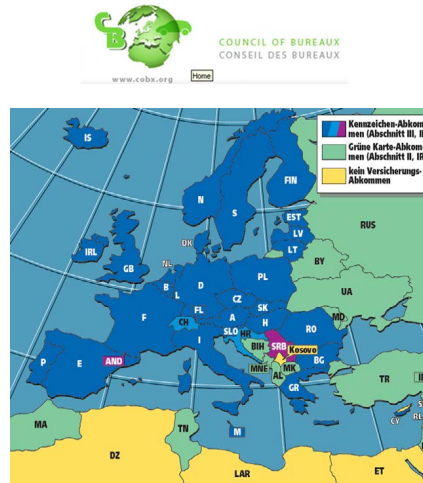 CB
COUNCIL OF BUREAUX
CONSEIL DES BUREAUX
www.cobx.org
Home
Kennzeichen-Abkom
men (Abschnitt III, II
Grüne Karte-Abkom-
men (Abschnitt II, IR
kein Versicherungs-
Abkommen
IS
FIN
N
S
EST
RUS
LV
LT
DK
IRL
NL
BY
GB
PL
B
D
L
UA
CZ
FL
SK
F
CH
A
H
MD
SLO
HR
RO
I
BIH
SRB
Kosovo
P
E
AND
MNE
MK
BG
AL
TR
GR
CY
MA
TN
M
DZ
LAR
ET